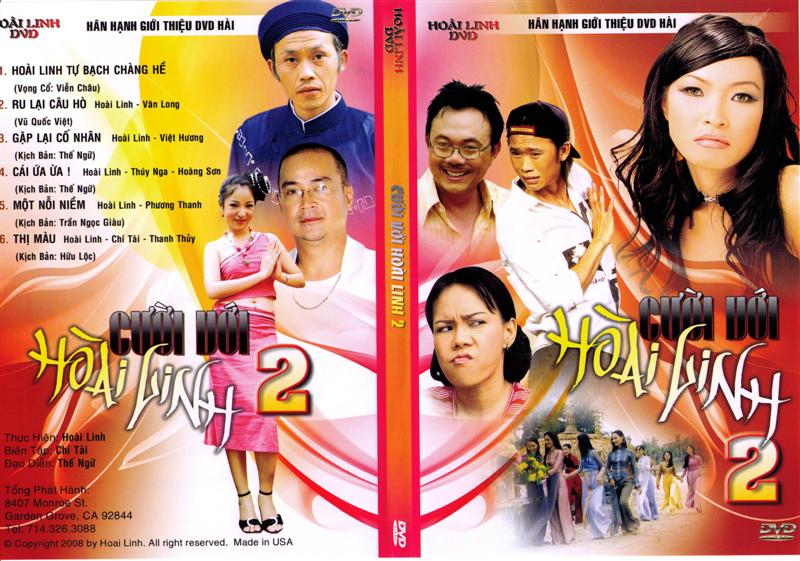 HOÀI LINH
DVD
HÂN HẠNH GIỚI THIỆU DVD HÀI
DVD
1. HOÀI LINH TỰ BẠCH CHÀNG HỀ
(Vọng Cổ: Viễn Châu)
2. RU LẠI CÂU HÒ Hoài Linh - Vân Long
(Vũ Quốc Việt)
3. GẶP LẠI CỐ NHÂN Hoài Linh - Việt Hương
(Kịch Bản: Thế Ngữ)
4. CÁI ỨA ỪA ! Hoài Linh - Thúy Nga - Hoàng Sơn
(Kịch Bản: Thế Ngữ)
5. MỘT NỖI NIỀM Hoài Linh - Phương Thanh
(Kịch Bản: Trần Ngọc Giàu)
6. THỊ MÀU Hoài Linh - Chí Tài - Thanh Thủy
(Kịch Bản: Hữu Lộc)
CƯỜI VỚI
HOÀI LINH 2
Thực Hiện: Hoài Linh
Biên Tập: Chí Tài
Đạo Diễn: Thế Ngữ
Tổng Phát Hành:
8407 Monroe St.
Garden Grove, CA 92844
Tel: 714.326.3088
© Copyright 2008 by Hoai Linh. All right reserved. Made in USA
HOÀI LINH
DVD
CƯỜI VỚI HOÀI LINH 2
DVD
HOÀI LINH
DVD
HÂN HẠNH GIỚI THIỆU DVD HÀI
CƯỜI VỚI
HOÀI LINH
2
DVD